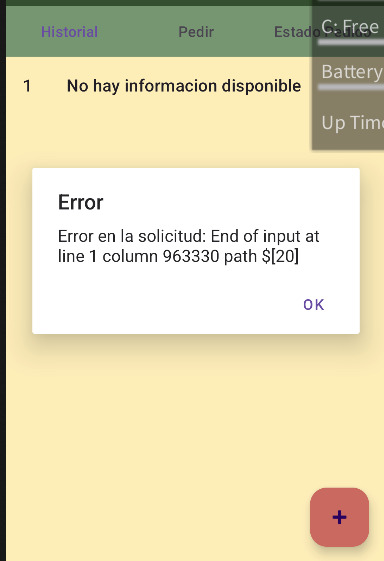 C: Free
Historial Pedir Estado Pedido
Battery
1 No hay informacion disponible
Up Time
Error
Error en la solicitud: End of input at
line 1 column 963330 path $[20]
OK
+